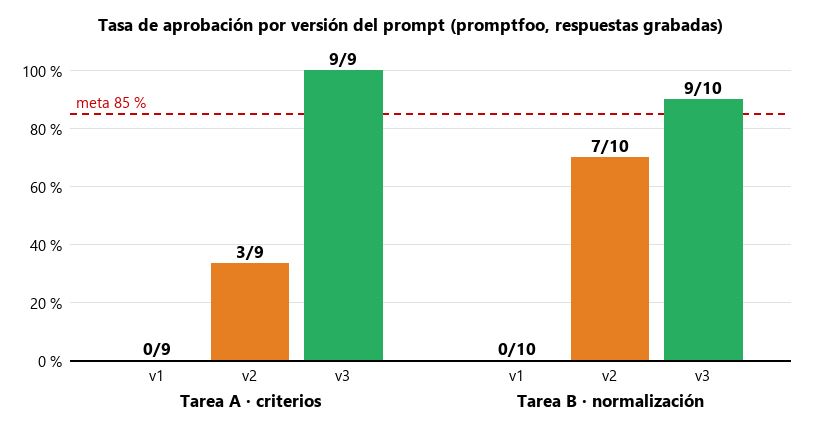 Tasa de aprobación por versión del prompt (promptfoo, respuestas grabadas)
100 %
80 %
60 %
40 %
20 %
0 %
meta 85 %
0/9
3/9
9/9
0/10
7/10
9/10
v1
v2
v3
v1
v2
v3
Tarea A · criterios
Tarea B · normalización